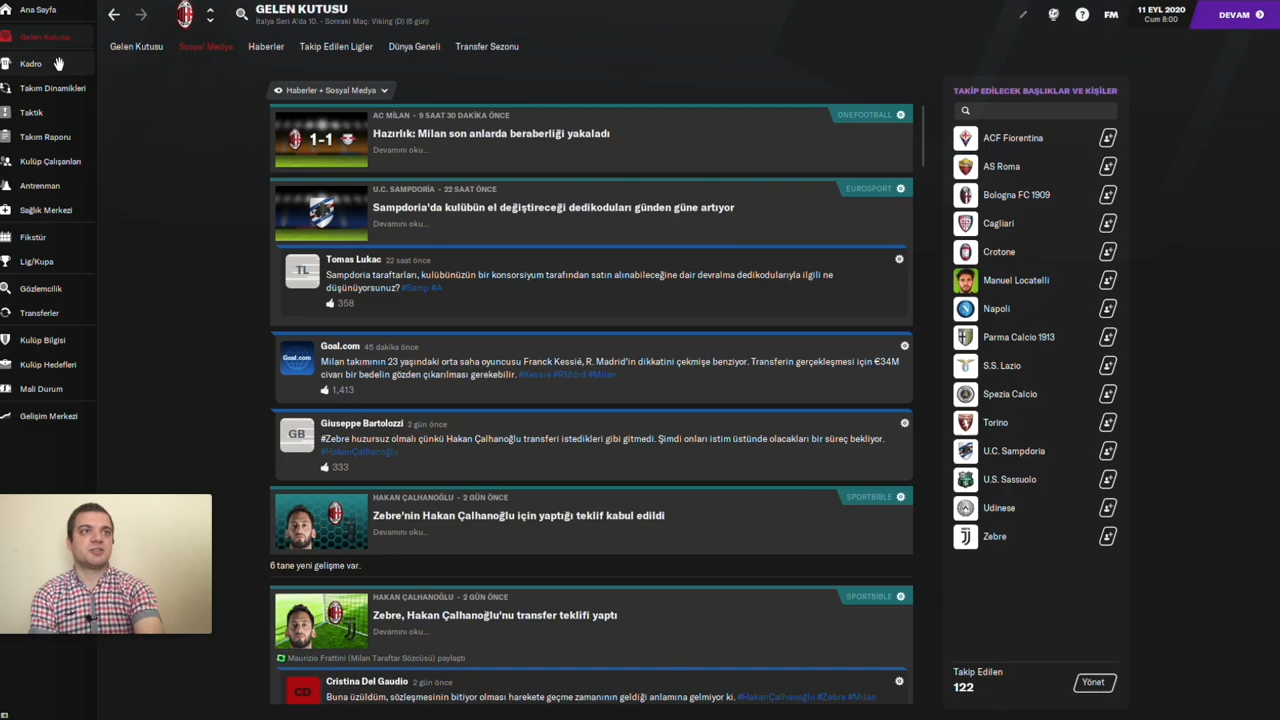 Ana Sayfa
Gelen Kutusu
Kadro
Takım Dinamikleri
Taktik
Takım Raporu
Kulüp Çalışanları
Antrenman
Sağlık Merkezi
Fikstür
Lig/Kupa
Gözlemcilik
Transferler
Kulüp Bilgisi
Kulüp Hedefleri
Mali Durum
Gelişim Merkezi
GELEN KUTUSU
İtalya Seri A'da 10. - Sonraki Maç: Viking (D) (6 gün)
FM
11 EYL 2020
Cum 8:00
DEVAM
Gelen Kutusu
Sosyal Medya
Haberler
Takip Edilen Ligler
Dünya Geneli
Transfer Sezonu
Haberler + Sosyal Medya
1-1
AC MİLAN - 9 SAAT 30 DAKİKA ÖNCE
ONEFOOTBALL
Hazırlık: Milan son anlarda beraberliği yakaladı
Devamını oku...
U.C. SAMPDORİA - 22 SAAT ÖNCE
EUROSPORT
Sampdoria'da kulübün el değiştireceği dedikoduları günden güne artıyor
Devamını oku...
TL
Tomas Lukac 22 saat önce
Sampdoria taraftarları, kulübünüzün bir konsorsiyum tarafından satın alınabileceğine dair devralma dedikodularıyla ilgili ne
düşünüyorsunuz? #Samp #A
358
Goal.com
Goal.com 45 dakika önce
Milan takımının 23 yaşındaki orta saha oyuncusu Franck Kessié, R. Madrid'in dikkatini çekmişe benziyor. Transferin gerçekleşmesi için €34M
civarı bir bedelin gözden çıkarılması gerekebilir. #Kessié #RMdrd #Milan
1,413
GB
Giuseppe Bartolozzi 2 gün önce
#Zebre huzursuz olmalı çünkü Hakan Çalhanoğlu transferi istedikleri gibi gitmedi. Şimdi onları istim üstünde olacakları bir süreç bekliyor.
#HakanÇalhanoğlu
333
HAKAN ÇALHANOĞLU - 2 GÜN ÖNCE
SPORTBİBLE
Zebre'nin Hakan Çalhanoğlu için yaptığı teklif kabul edildi
Devamını oku...
6 tane yeni gelişme var.
HAKAN ÇALHANOĞLU - 2 GÜN ÖNCE
SPORTBİBLE
Zebre, Hakan Çalhanoğlu'nu transfer teklifi yaptı
Devamını oku...
Maurizio Frattini (Milan Taraftar Sözcüsü) paylaştı
CD
Cristina Del Gaudio 2 gün önce
Buna üzüldüm, sözleşmesinin bitiyor olması harekete geçme zamanının geldiği anlamına gelmiyor ki. #HakanÇalhanoğlu #Zebre #Milan
TAKİP EDİLECEK BAŞLIKLAR VE KİŞİLER
ACF Fiorentina
AS Roma
Bologna FC 1909
Cagliari
Crotone
Manuel Locatelli
Napoli
Parma Calcio 1913
S.S. Lazio
Spezia Calcio
Torino
U.C. Sampdoria
U.S. Sassuolo
Udinese
Zebre
Takip Edilen
122
Yönet